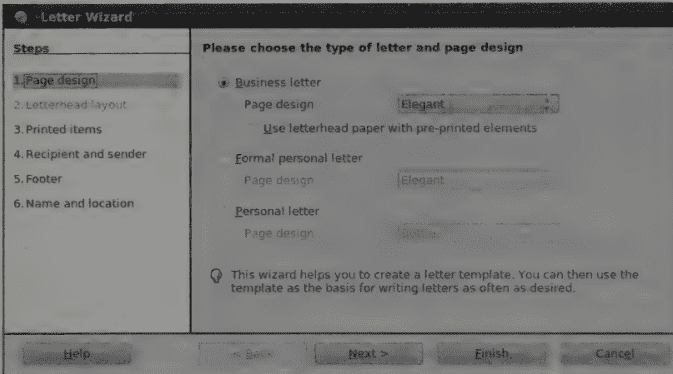 -Letter Wizard
Steps
1. Page design
2. Letterhead layout
3. Printed items
4. Recipient and sender
5. Footer
6. Name and location
Please choose the type of letter and page design
Business letter
Page design Elegant
Use letterhead paper with pre-printed elements
Formal personal letter
Page design Elegant
Personal letter
Page design
This wizard helps you to create a letter template. You can then use the
template as the basis for writing letters as often as desired.
Help < Back Next > Finish Cancel